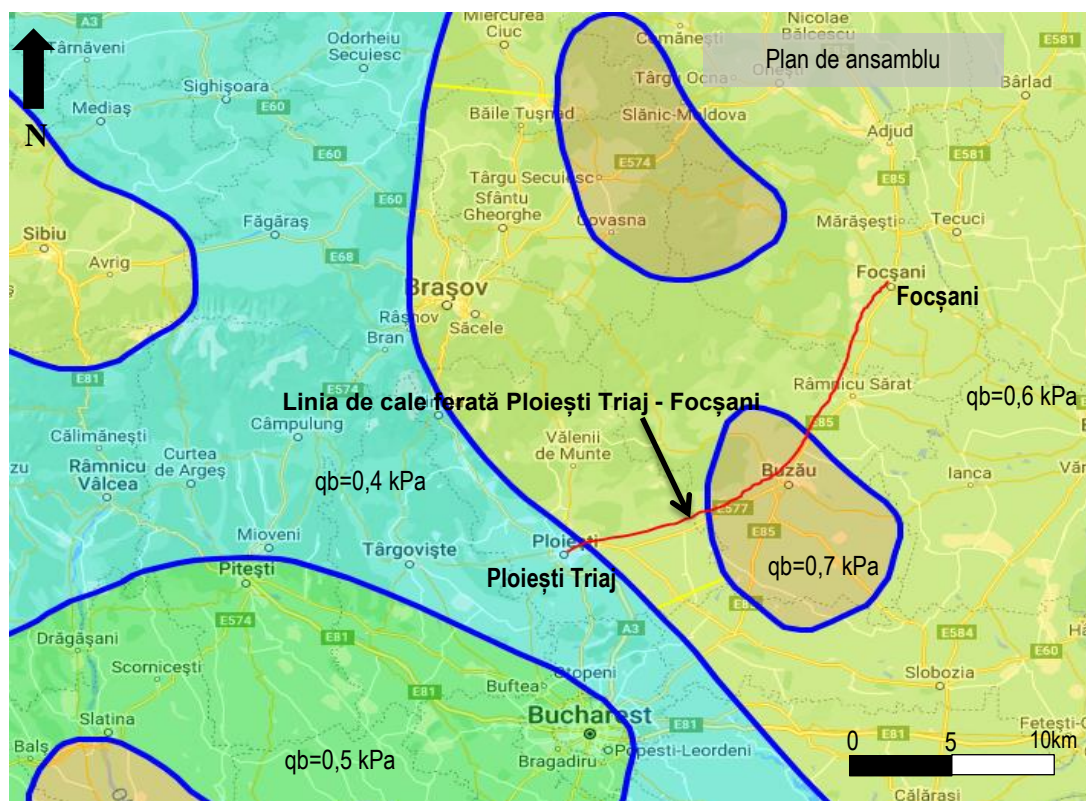 A3
Târnăveni
Odorheiu
Secuiesc
Miercurea
Ciuc
Nicolae
Bălcescu
E581
Comănești
Plan de ansamblu
N
Sighișoara
E60
Mediaș
Târgu Ocna
Onești
Bârlad
Băile Tușnad
Slănic-Moldova
Adjud
E60
E574
E581
Târgu Secuiesc
E85
E60
Sfântu
Gheorghe
Covasna
Mărășești
Tecuci
Făgăraș
Sibiu
Avrig
E68
Focșani
Focșani
Brașov
Râșnov
Săcele
Bran
E81
E574
Râmnicu Sărat
Linia de cale ferată Ploiești Triaj - Focșani
qb=0,6 kPa
Câmpulung
E85
Călimănești
Vălenii
de Munte
Curtea
de Argeș
Râmnicu
Vâlcea
Buzău
Ianca
qb=0,4 kPa
E577
E85
Mioveni
Târgoviște
Ploiești
qb=0,7 kPa
Ploiești Triaj
Pitești
E574
A3
E584
Drăgășani
E81
E60
Scornicești
Slobozia
Otopeni
Buftea
E81
Bucharest
E81
Slatina
Popesti-Leordeni
Balș
qb=0,5 kPa
Bragadiru
0 5 10km
E81
Călărași